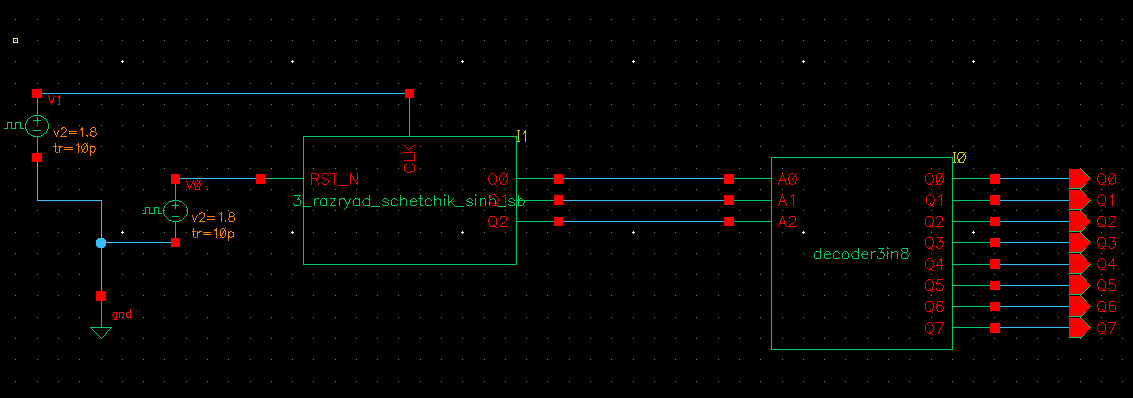 V1
v2=1.8
tr=10p
V0
v2=1.8
tr=10p
gnd
I1
CLK
RST_N
Q0
3_razryad_schetchik_sinh_sb
Q1
Q2
I0
A0
A1
A2
decoder3in8
Q0
Q1
Q2
Q3
Q4
Q5
Q6
Q7
Q0
Q1
Q2
Q3
Q4
Q5
Q6
Q7